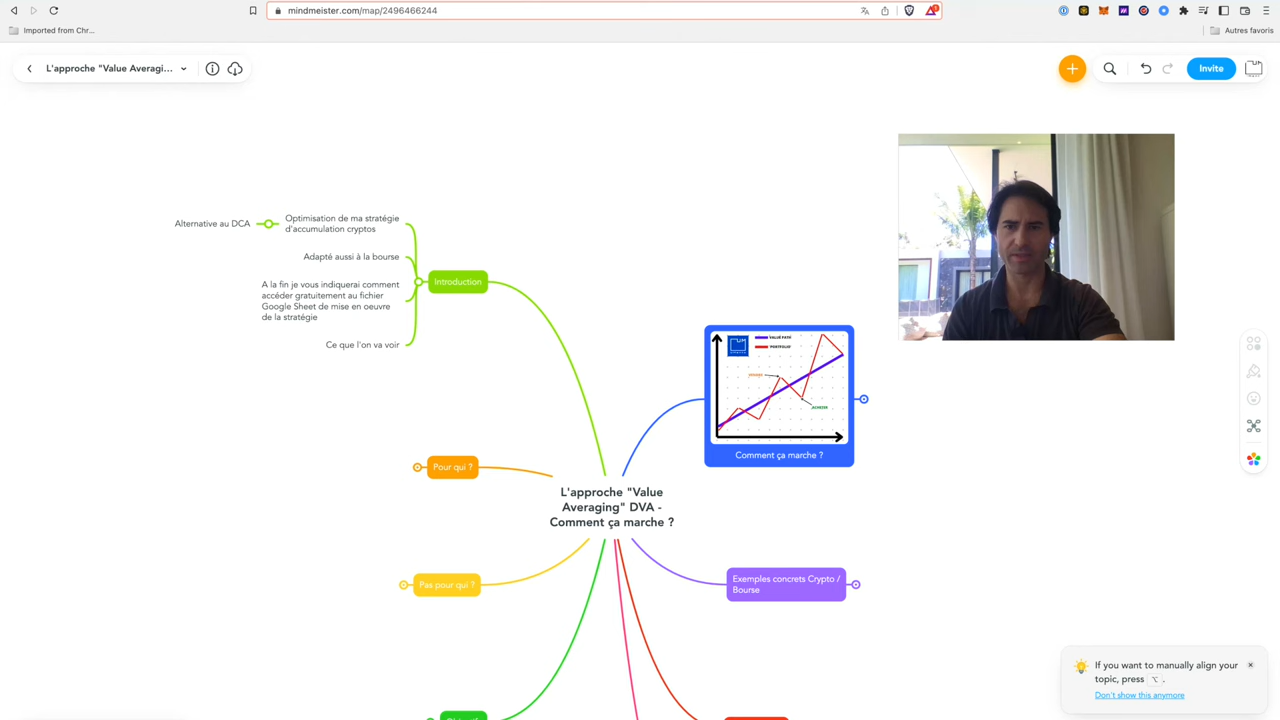 mindmeister.com/map/2496466244
Imported from Chr...
Autres favoris
L'approche "Value Averagi...
Invite
Alternative au DCA
Optimisation de ma stratégie
d'accumulation cryptos
Adapté aussi à la bourse
A la fin je vous indiquerai comment
accéder gratuitement au fichier
Google Sheet de mise en oeuvre
de la stratégie
Ce que l'on va voir
Introduction
VALUE PATH
PORTFOLIO
ACHETER
Comment ça marche ?
Pour qui ?
L'approche "Value
Averaging" DVA -
Comment ça marche ?
Pas pour qui ?
Exemples concrets Crypto /
Bourse
If you want to manually align your
topic, press ⌥ .
Don't show this anymore